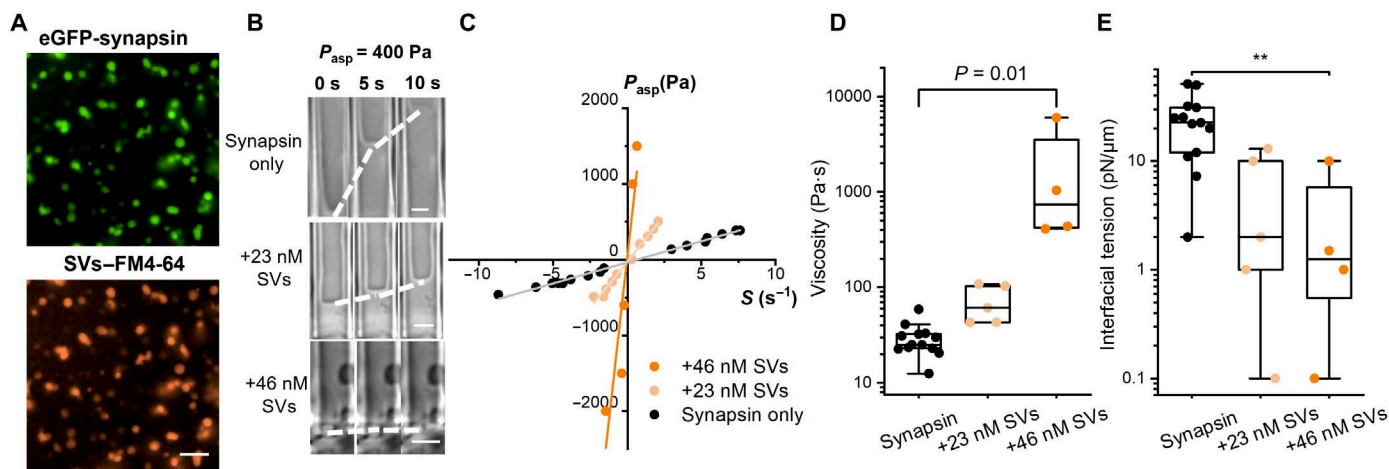 A
eGFP-synapsin
SVs–FM4-64
B
P_asp = 400 Pa
0 s 5 s 10 s
Synapsin only
+23 nM SVs
+46 nM SVs
C
P_asp (Pa)
2000
1000
0
−1000
−2000
−10 −5 0 5 10
S (s⁻¹)
+46 nM SVs
+23 nM SVs
Synapsin only
D
Viscosity (Pa·s)
10000
1000
100
10
P = 0.01
Synapsin
+23 nM SVs
+46 nM SVs
E
Interfacial tension (pN/μm)
**
10
1
0.1
Synapsin
+23 nM SVs
+46 nM SVs